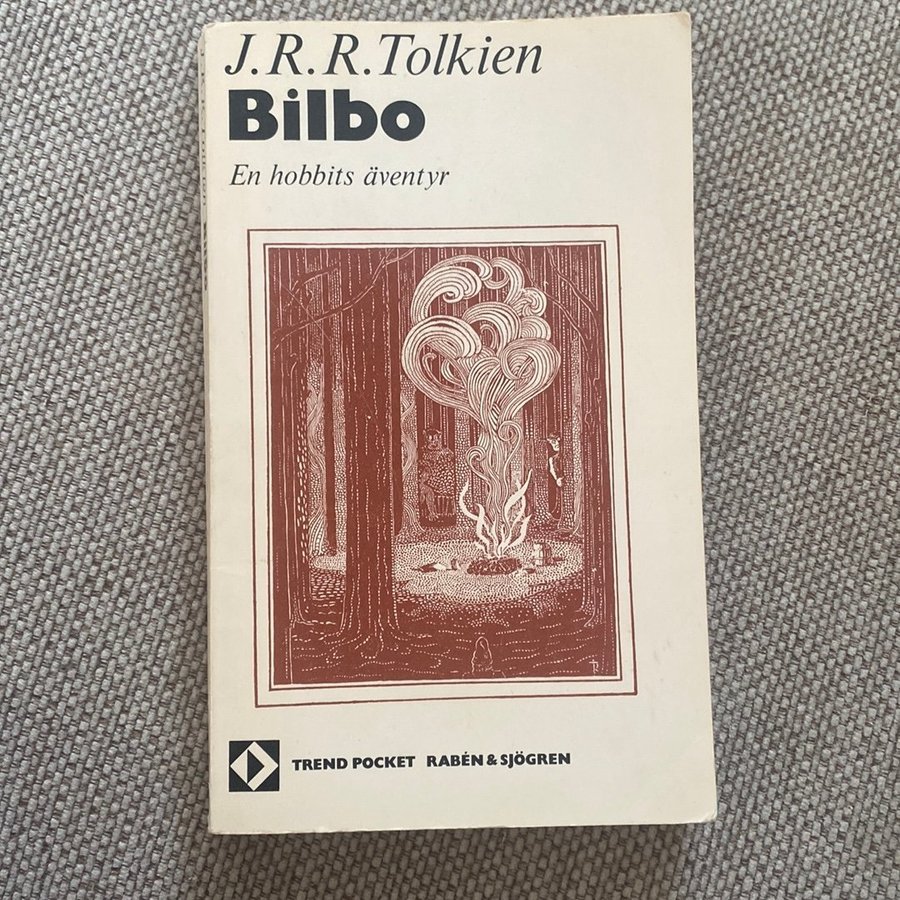 J.R.R.Tolkien
Bilbo
En hobbits äventyr
TREND POCKET RABÉN & SJÖGREN